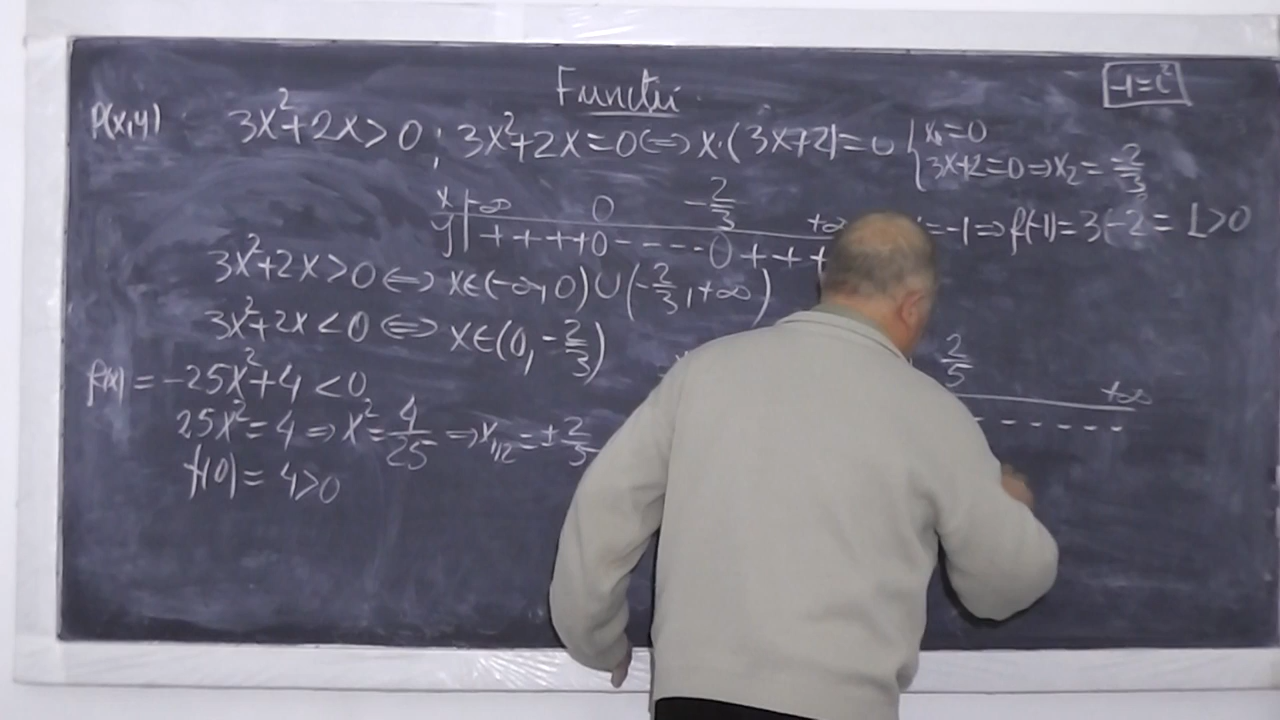 Functii
-1=i²
P(x,y) 3x²+2x>0; 3x²+2x=0⇔x·(3x+2)=0 { x₁=0
3x+2=0⇒x₂=-2/3
x | -∞ 0 -2/3 +∞
y | + + + + 0 - - - - 0 + + +
=-1⇒f(-1)=3-2=1>0
3x²+2x>0⇔x∈(-∞,0)∪(-2/3,+∞)
3x²+2x<0⇔x∈(0,-2/3)
f(x)=-25x²+4<0
25x²=4⇒x²=4/25⇒x₁,₂=±2/5
f(0)=4>0
2/5 +∞
- - - - - -